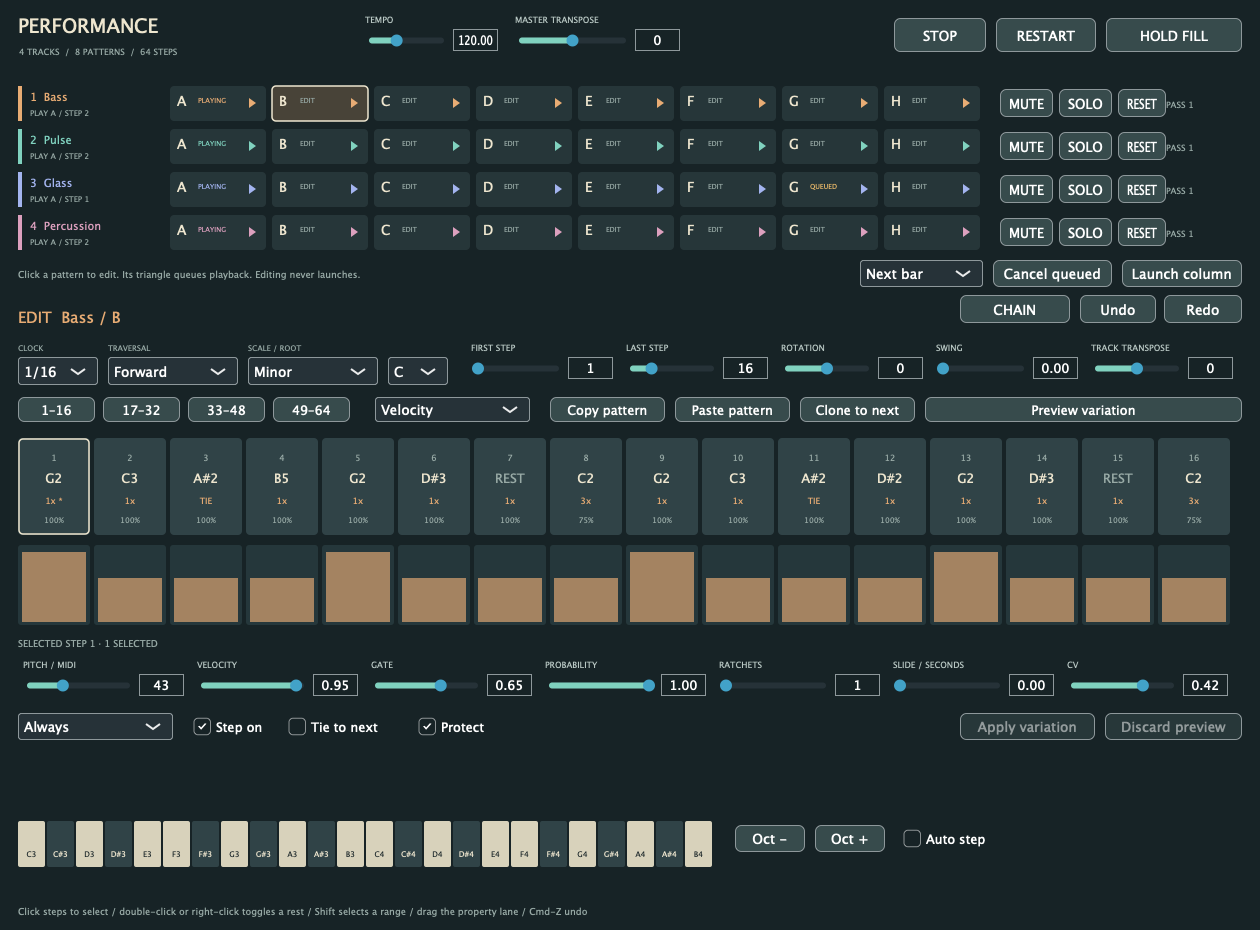 PERFORMANCE
4 TRACKS / 8 PATTERNS / 64 STEPS
TEMPO 120.00 MASTER TRANSPOSE 0
STOP RESTART HOLD FILL
1 Bass
PLAY A / STEP 2
A PLAYING B EDIT C EDIT D EDIT E EDIT F EDIT G EDIT H EDIT
MUTE SOLO RESET PASS 1
2 Pulse
PLAY A / STEP 2
A PLAYING B EDIT C EDIT D EDIT E EDIT F EDIT G EDIT H EDIT
MUTE SOLO RESET PASS 1
3 Glass
PLAY A / STEP 1
A PLAYING B EDIT C EDIT D EDIT E EDIT F EDIT G QUEUED H EDIT
MUTE SOLO RESET PASS 1
4 Percussion
PLAY A / STEP 2
A PLAYING B EDIT C EDIT D EDIT E EDIT F EDIT G EDIT H EDIT
MUTE SOLO RESET PASS 1
Click a pattern to edit. Its triangle queues playback. Editing never launches.
Next bar Cancel queued Launch column
EDIT Bass / B
CHAIN Undo Redo
CLOCK TRAVERSAL SCALE / ROOT FIRST STEP LAST STEP ROTATION SWING TRACK TRANSPOSE
1/16 Forward Minor C 1 16 0 0.00 0
1-16 17-32 33-48 49-64 Velocity Copy pattern Paste pattern Clone to next Preview variation
1 2 3 4 5 6 7 8 9 10 11 12 13 14 15 16
G2 C3 A#2 B5 G2 D#3 REST C2 G2 C3 A#2 D#2 G2 D#3 REST C2
1x * 1x TIE 1x 1x 1x 1x 3x 1x 1x TIE 1x 1x 1x 1x 3x
100% 100% 100% 100% 100% 100% 100% 75% 100% 100% 100% 100% 100% 100% 100% 75%
SELECTED STEP 1 · 1 SELECTED
PITCH / MIDI VELOCITY GATE PROBABILITY RATCHETS SLIDE / SECONDS CV
43 0.95 0.65 1.00 1 0.00 0.42
Always Step on Tie to next Protect Apply variation Discard preview
C3 C#3 D3 D#3 E3 F3 F#3 G3 G#3 A3 A#3 B3 C4 C#4 D4 D#4 E4 F4 F#4 G4 G#4 A4 A#4 B4
Oct - Oct + Auto step
Click steps to select / double-click or right-click toggles a rest / Shift selects a range / drag the property lane / Cmd-Z undo